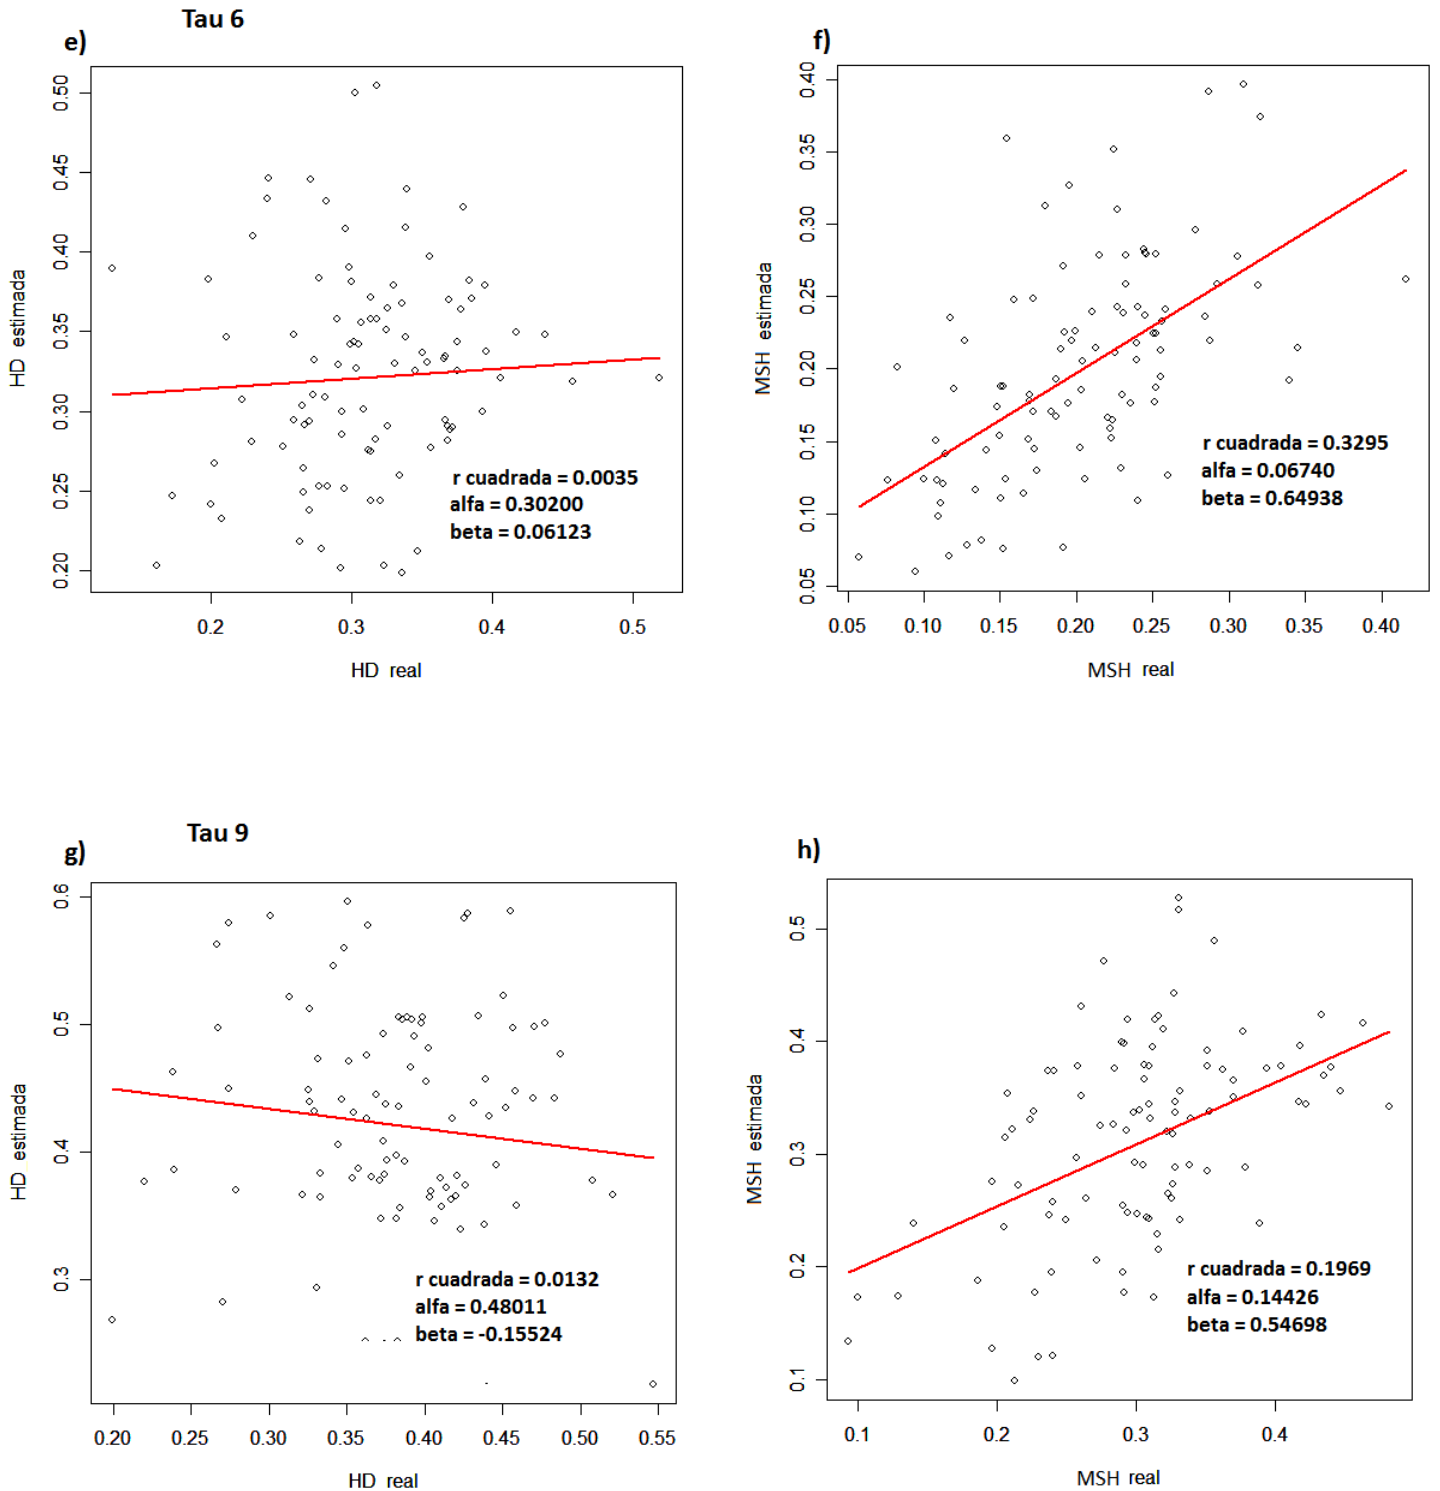 Tau 6
e)
0.50
0.45
0.40
0.35
0.30
0.25
0.20
HD estimada
r cuadrada = 0.0035
alfa = 0.30200
beta = 0.06123
0.2 0.3 0.4 0.5
HD real
f)
0.40
0.35
0.30
0.25
0.20
0.15
0.10
0.05
MSH estimada
r cuadrada = 0.3295
alfa = 0.06740
beta = 0.64938
0.05 0.10 0.15 0.20 0.25 0.30 0.35 0.40
MSH real
Tau 9
g)
0.6
0.5
0.4
0.3
HD estimada
r cuadrada = 0.0132
alfa = 0.48011
beta = -0.15524
0.20 0.25 0.30 0.35 0.40 0.45 0.50 0.55
HD real
h)
0.5
0.4
0.3
0.2
0.1
MSH estimada
r cuadrada = 0.1969
alfa = 0.14426
beta = 0.54698
0.1 0.2 0.3 0.4
MSH real